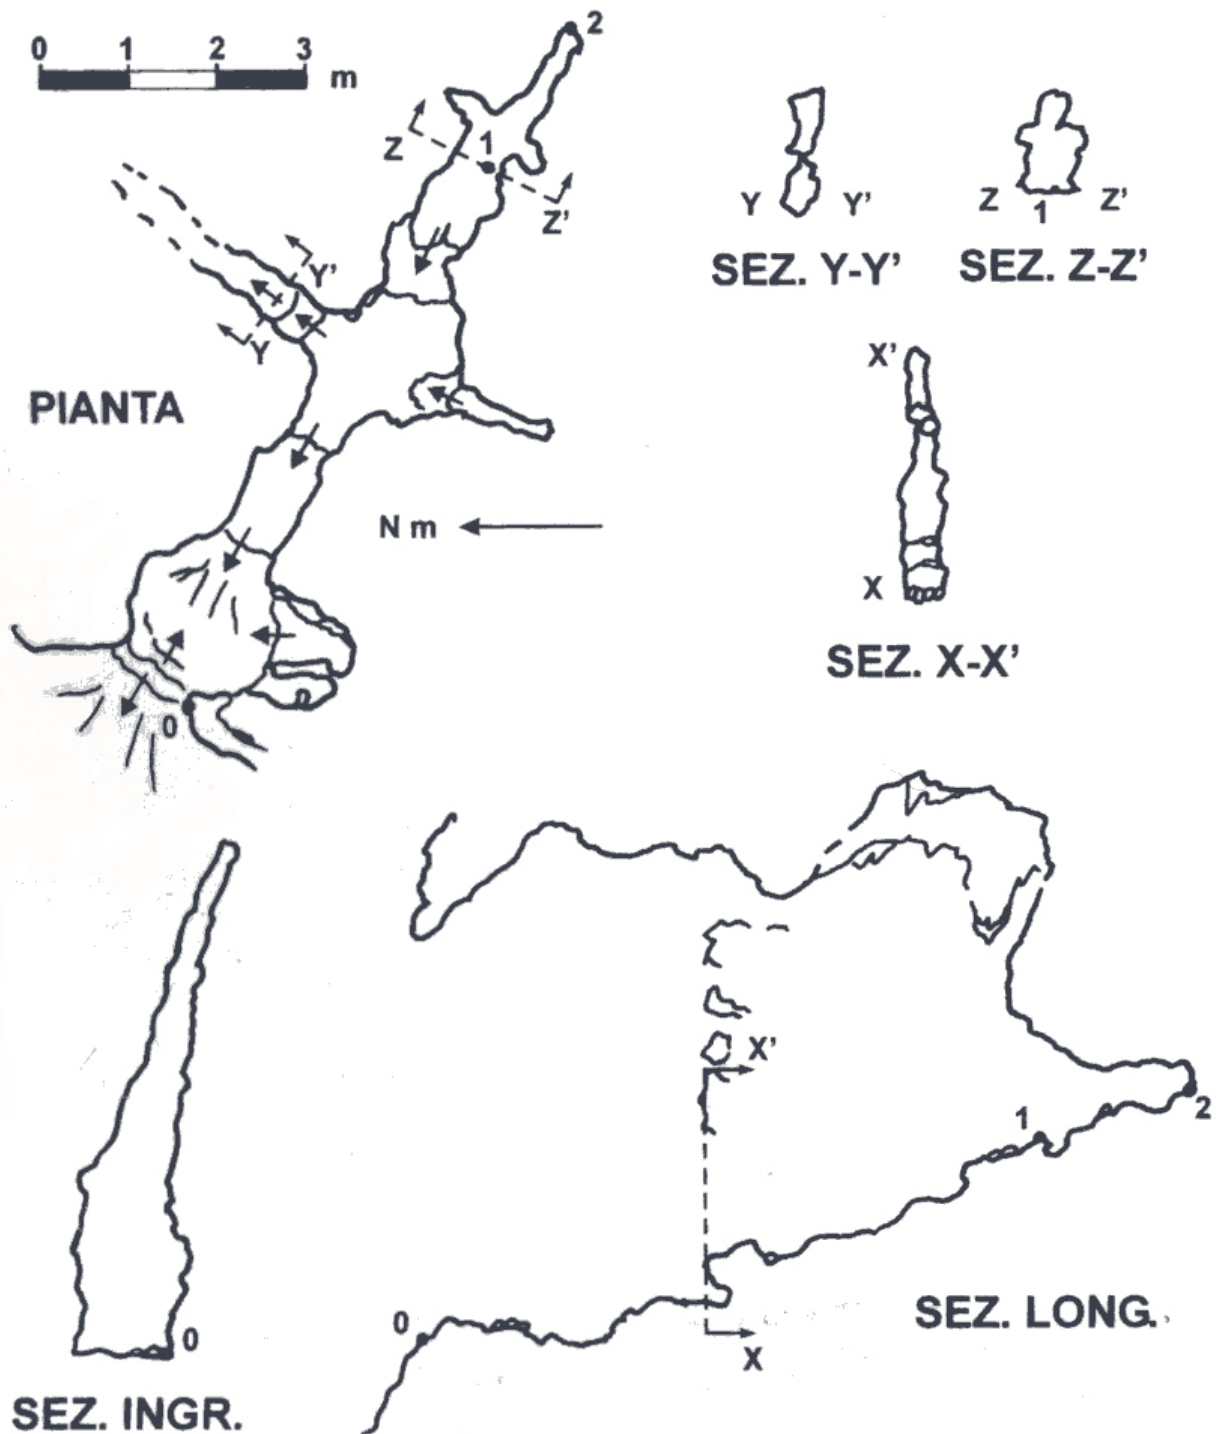 0 1 2 3 m
2
Z 1
Z'
Y'
Y
PIANTA
N m
0
Y Y'
SEZ. Y-Y'
Z 1 Z'
SEZ. Z-Z'
X'
X
SEZ. X-X'
0
SEZ. INGR.
X'
1
2
0
X
SEZ. LONG.